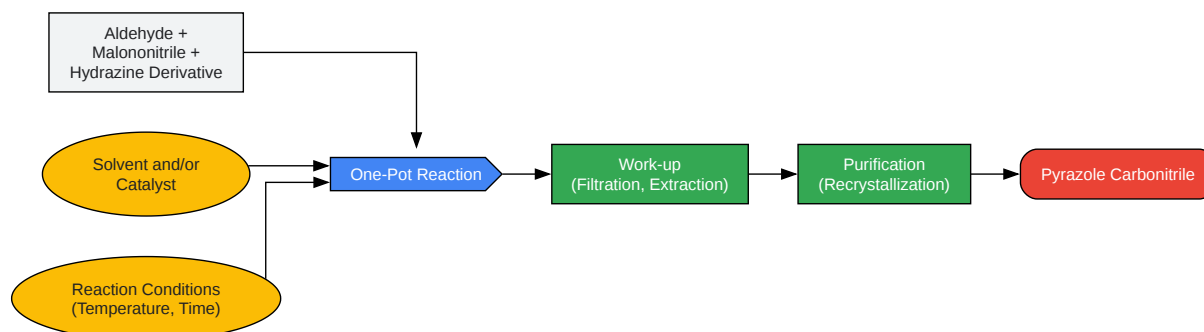 Aldehyde +
Malononitrile +
Hydrazine Derivative
Solvent and/or
Catalyst
Reaction Conditions
(Temperature, Time)
One-Pot Reaction
Work-up
(Filtration, Extraction)
Purification
(Recrystallization)
Pyrazole Carbonitrile